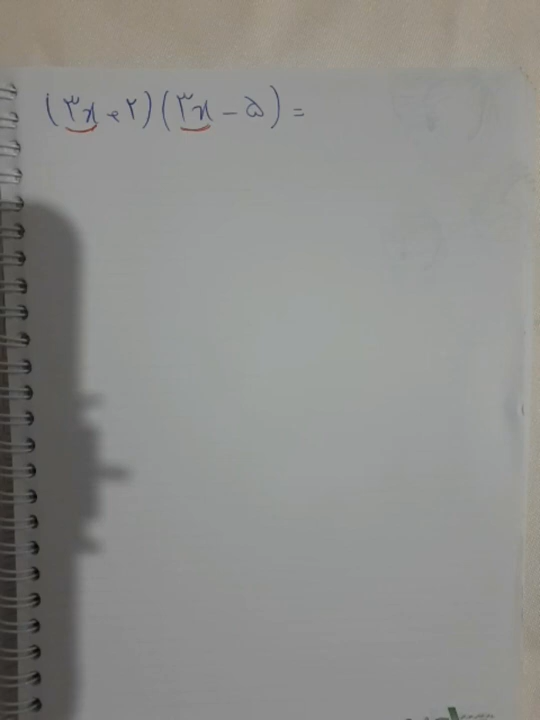 (۳x + ۲)(۳x - ۵) =